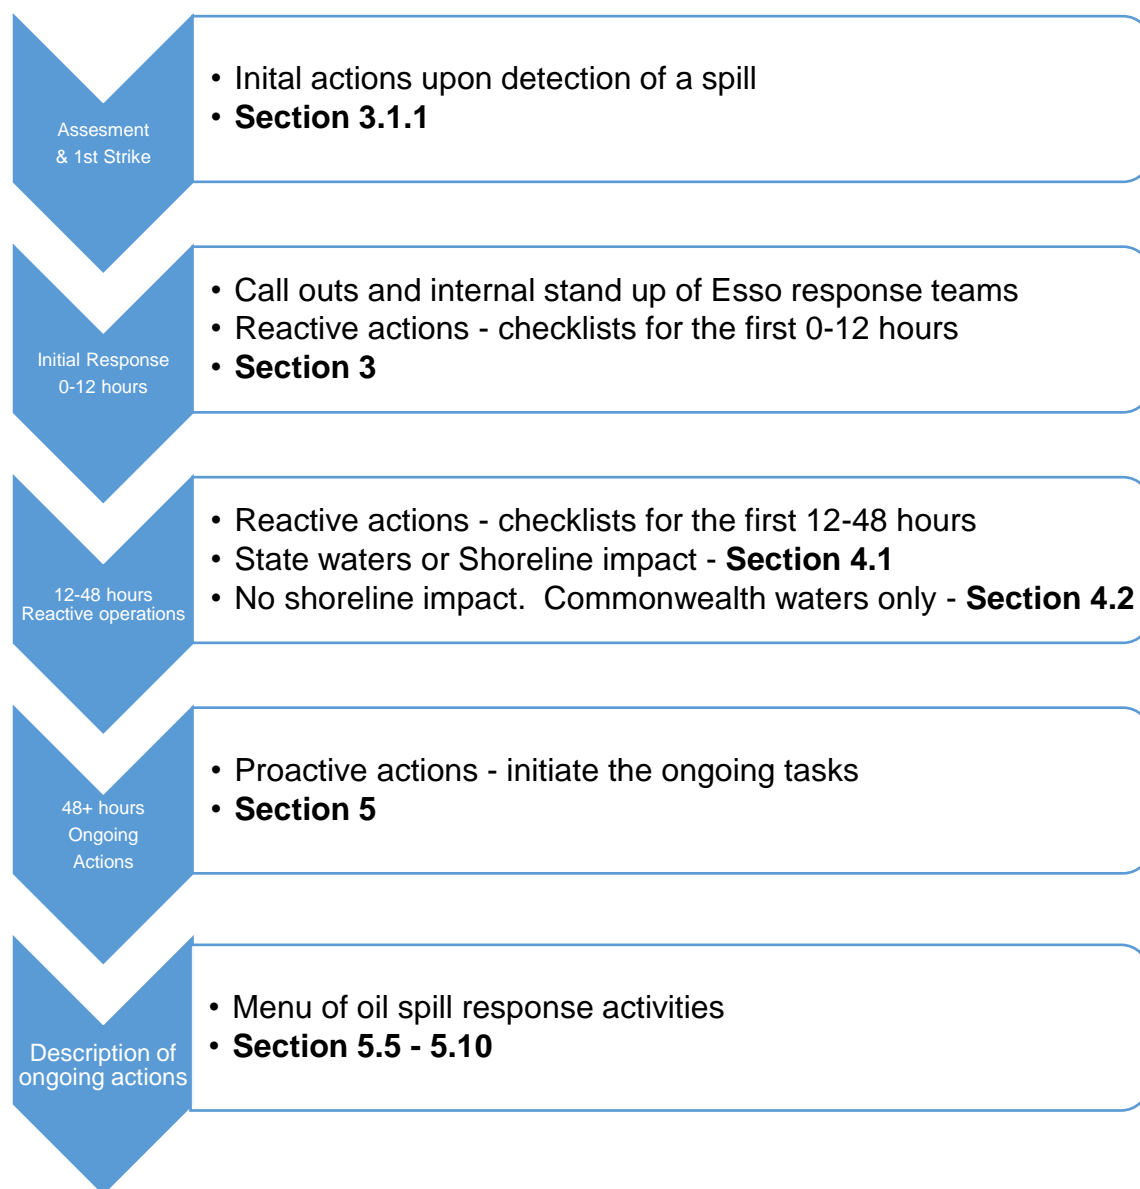 Assesment
& 1st Strike
• Inital actions upon detection of a spill
• Section 3.1.1
Initial Response
0-12 hours
• Call outs and internal stand up of Esso response teams
• Reactive actions - checklists for the first 0-12 hours
• Section 3
12-48 hours
Reactive operations
• Reactive actions - checklists for the first 12-48 hours
• State waters or Shoreline impact - Section 4.1
• No shoreline impact.  Commonwealth waters only - Section 4.2
48+ hours
Ongoing
Actions
• Proactive actions - initiate the ongoing tasks
• Section 5
Description of
ongoing actions
• Menu of oil spill response activities
• Section 5.5 - 5.10